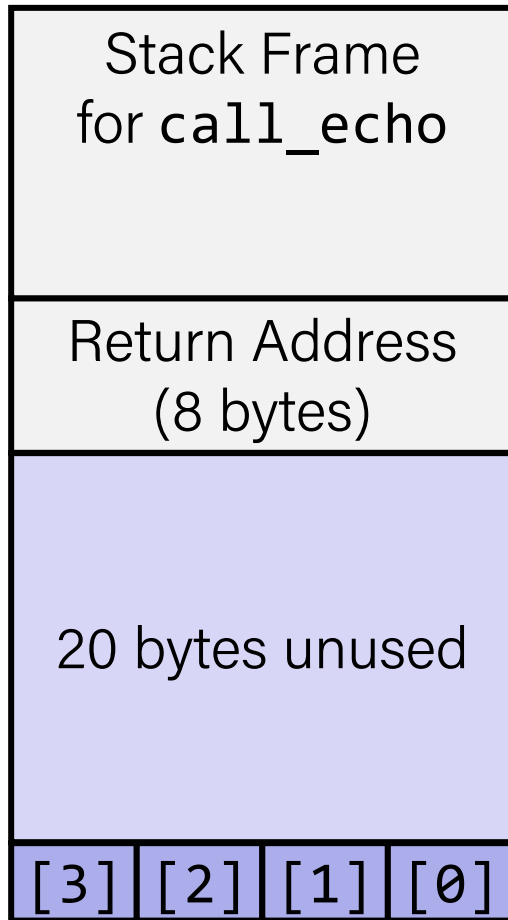 Stack Frame
for call_echo
Return Address
(8 bytes)
20 bytes unused
[3] [2] [1] [0]